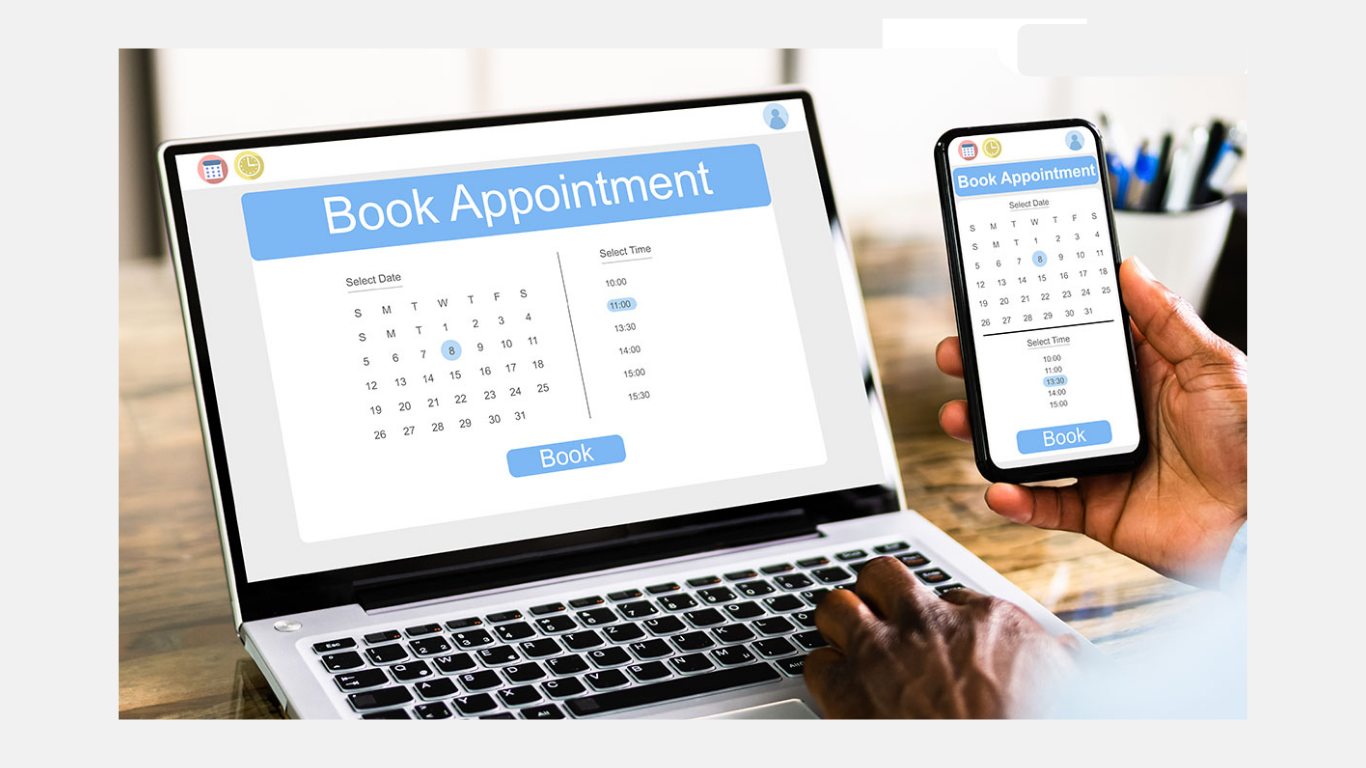 Book Appointment
Select Date
S M T W T F S
S M T 1 2 3 4
5 6 7 8 9 10 11
12 13 14 15 16 17 18
19 20 21 22 23 24 25
26 27 28 29 30 31
Select Time
10:00
11:00
13:30
14:00
15:00
15:30
Book
Book Appointment
Select Date
S M T W T F S
S M T 1 2 3 4
5 6 7 8 9 10 11
12 13 14 15 16 17 18
19 20 21 22 23 24 25
26 27 28 29 30 31
Select Time
10:00
11:00
13:30
14:00
15:00
Book
Esc
Q W E R T Z U
A S D F G H J K L
Y X C V B N M
Alt